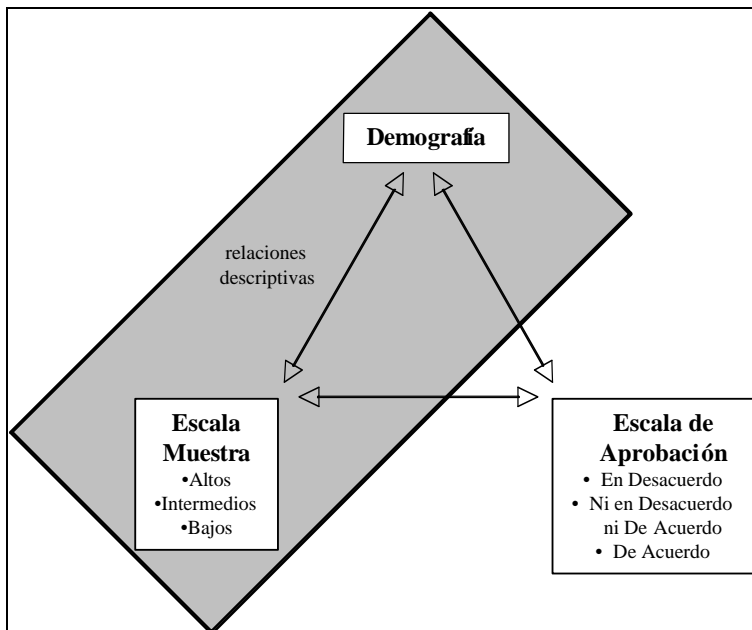 Demografía
relaciones
descriptivas
Escala
Muestra
•Altos
•Intermedios
•Bajos
Escala de
Aprobación
• En Desacuerdo
• Ni en Desacuerdo
ni De Acuerdo
• De Acuerdo